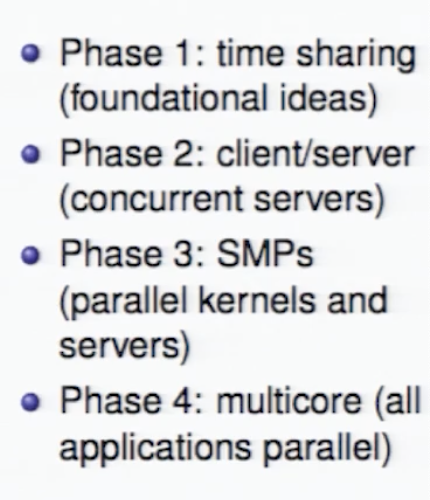 Phase 1: time sharing
(foundational ideas)
Phase 2: client/server
(concurrent servers)
Phase 3: SMPs
(parallel kernels and
servers)
Phase 4: multicore (all
applications parallel)